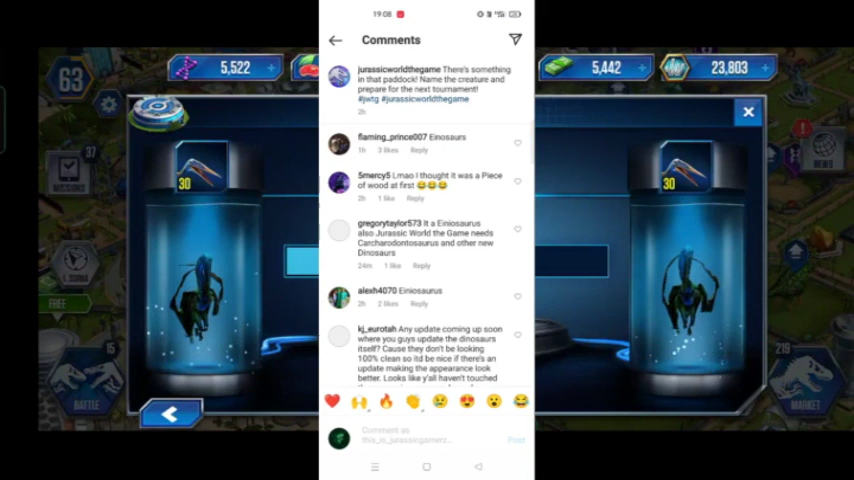 19:08
Comments
jurassicworldthegame There's something
in that paddock! Name the creature and
prepare for the next tournament!
#jwtg #jurassicworldthegame
2h
flaming_prince007 Einosaurs
1h 3 likes Reply
5mercy5 Lmao I thought it was a Piece
of wood at first 😂😂😂
2h 1 like Reply
gregorytaylor573 It a Einiosaurus
also Jurassic World the Game needs
Carcharodontosaurus and other new
Dinosaurs
24m 1 like Reply
alexh4070 Einiosaurus
2h 2 likes Reply
kj_eurotah Any update coming up soon
where you guys update the dinosaurs
itself? Cause they don't be looking
100% clean so itd be nice if there's an
update making the appearance look
better. Looks like y'all haven't touched
Comment as
this_is_jurassicgamerz...
Post
63
5,522
5,442
23,803
37
MISSIONS
30
30
NEWS
FREE
15
BATTLE
219
MARKET